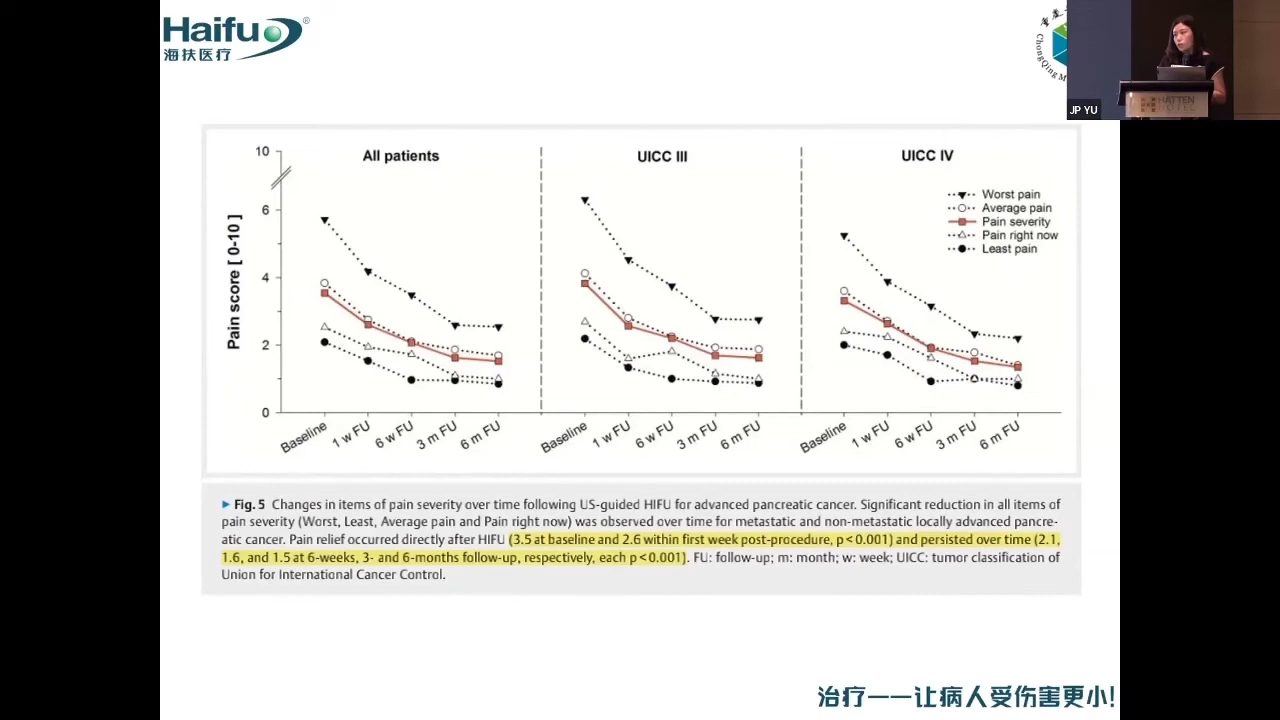 Haifu®
海扶医疗
ChongQing M
JP YU
HATTEN
HOTEL
All patients
UICC III
UICC IV
Worst pain
Average pain
Pain severity
Pain right now
Least pain
Pain score [ 0-10 ]
10
6
4
2
0
Baseline
1 w FU
6 w FU
3 m FU
6 m FU
Baseline
1 w FU
6 w FU
3 m FU
6 m FU
Baseline
1 w FU
6 w FU
3 m FU
6 m FU
► Fig. 5 Changes in items of pain severity over time following US-guided HIFU for advanced pancreatic cancer. Significant reduction in all items of
pain severity (Worst, Least, Average pain and Pain right now) was observed over time for metastatic and non-metastatic locally advanced pancre-
atic cancer. Pain relief occurred directly after HIFU (3.5 at baseline and 2.6 within first week post-procedure, p < 0.001) and persisted over time (2.1,
1.6, and 1.5 at 6-weeks, 3- and 6-months follow-up, respectively, each p < 0.001). FU: follow-up; m: month; w: week; UICC: tumor classification of
Union for International Cancer Control.
治疗——让病人受伤害更小!